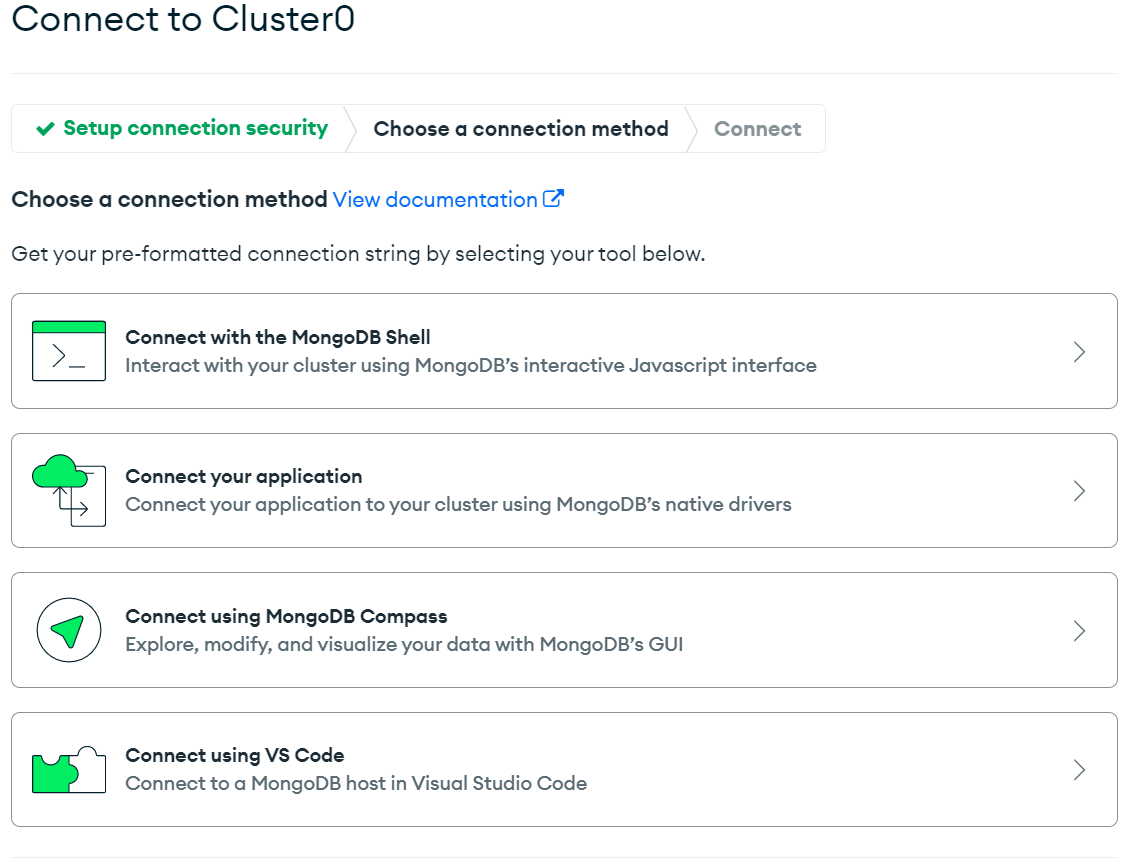 Connect to Cluster0
Setup connection security
Choose a connection method
Connect
Choose a connection method View documentation
Get your pre-formatted connection string by selecting your tool below.
Connect with the MongoDB Shell
Interact with your cluster using MongoDB’s interactive Javascript interface
Connect your application
Connect your application to your cluster using MongoDB’s native drivers
Connect using MongoDB Compass
Explore, modify, and visualize your data with MongoDB’s GUI
Connect using VS Code
Connect to a MongoDB host in Visual Studio Code